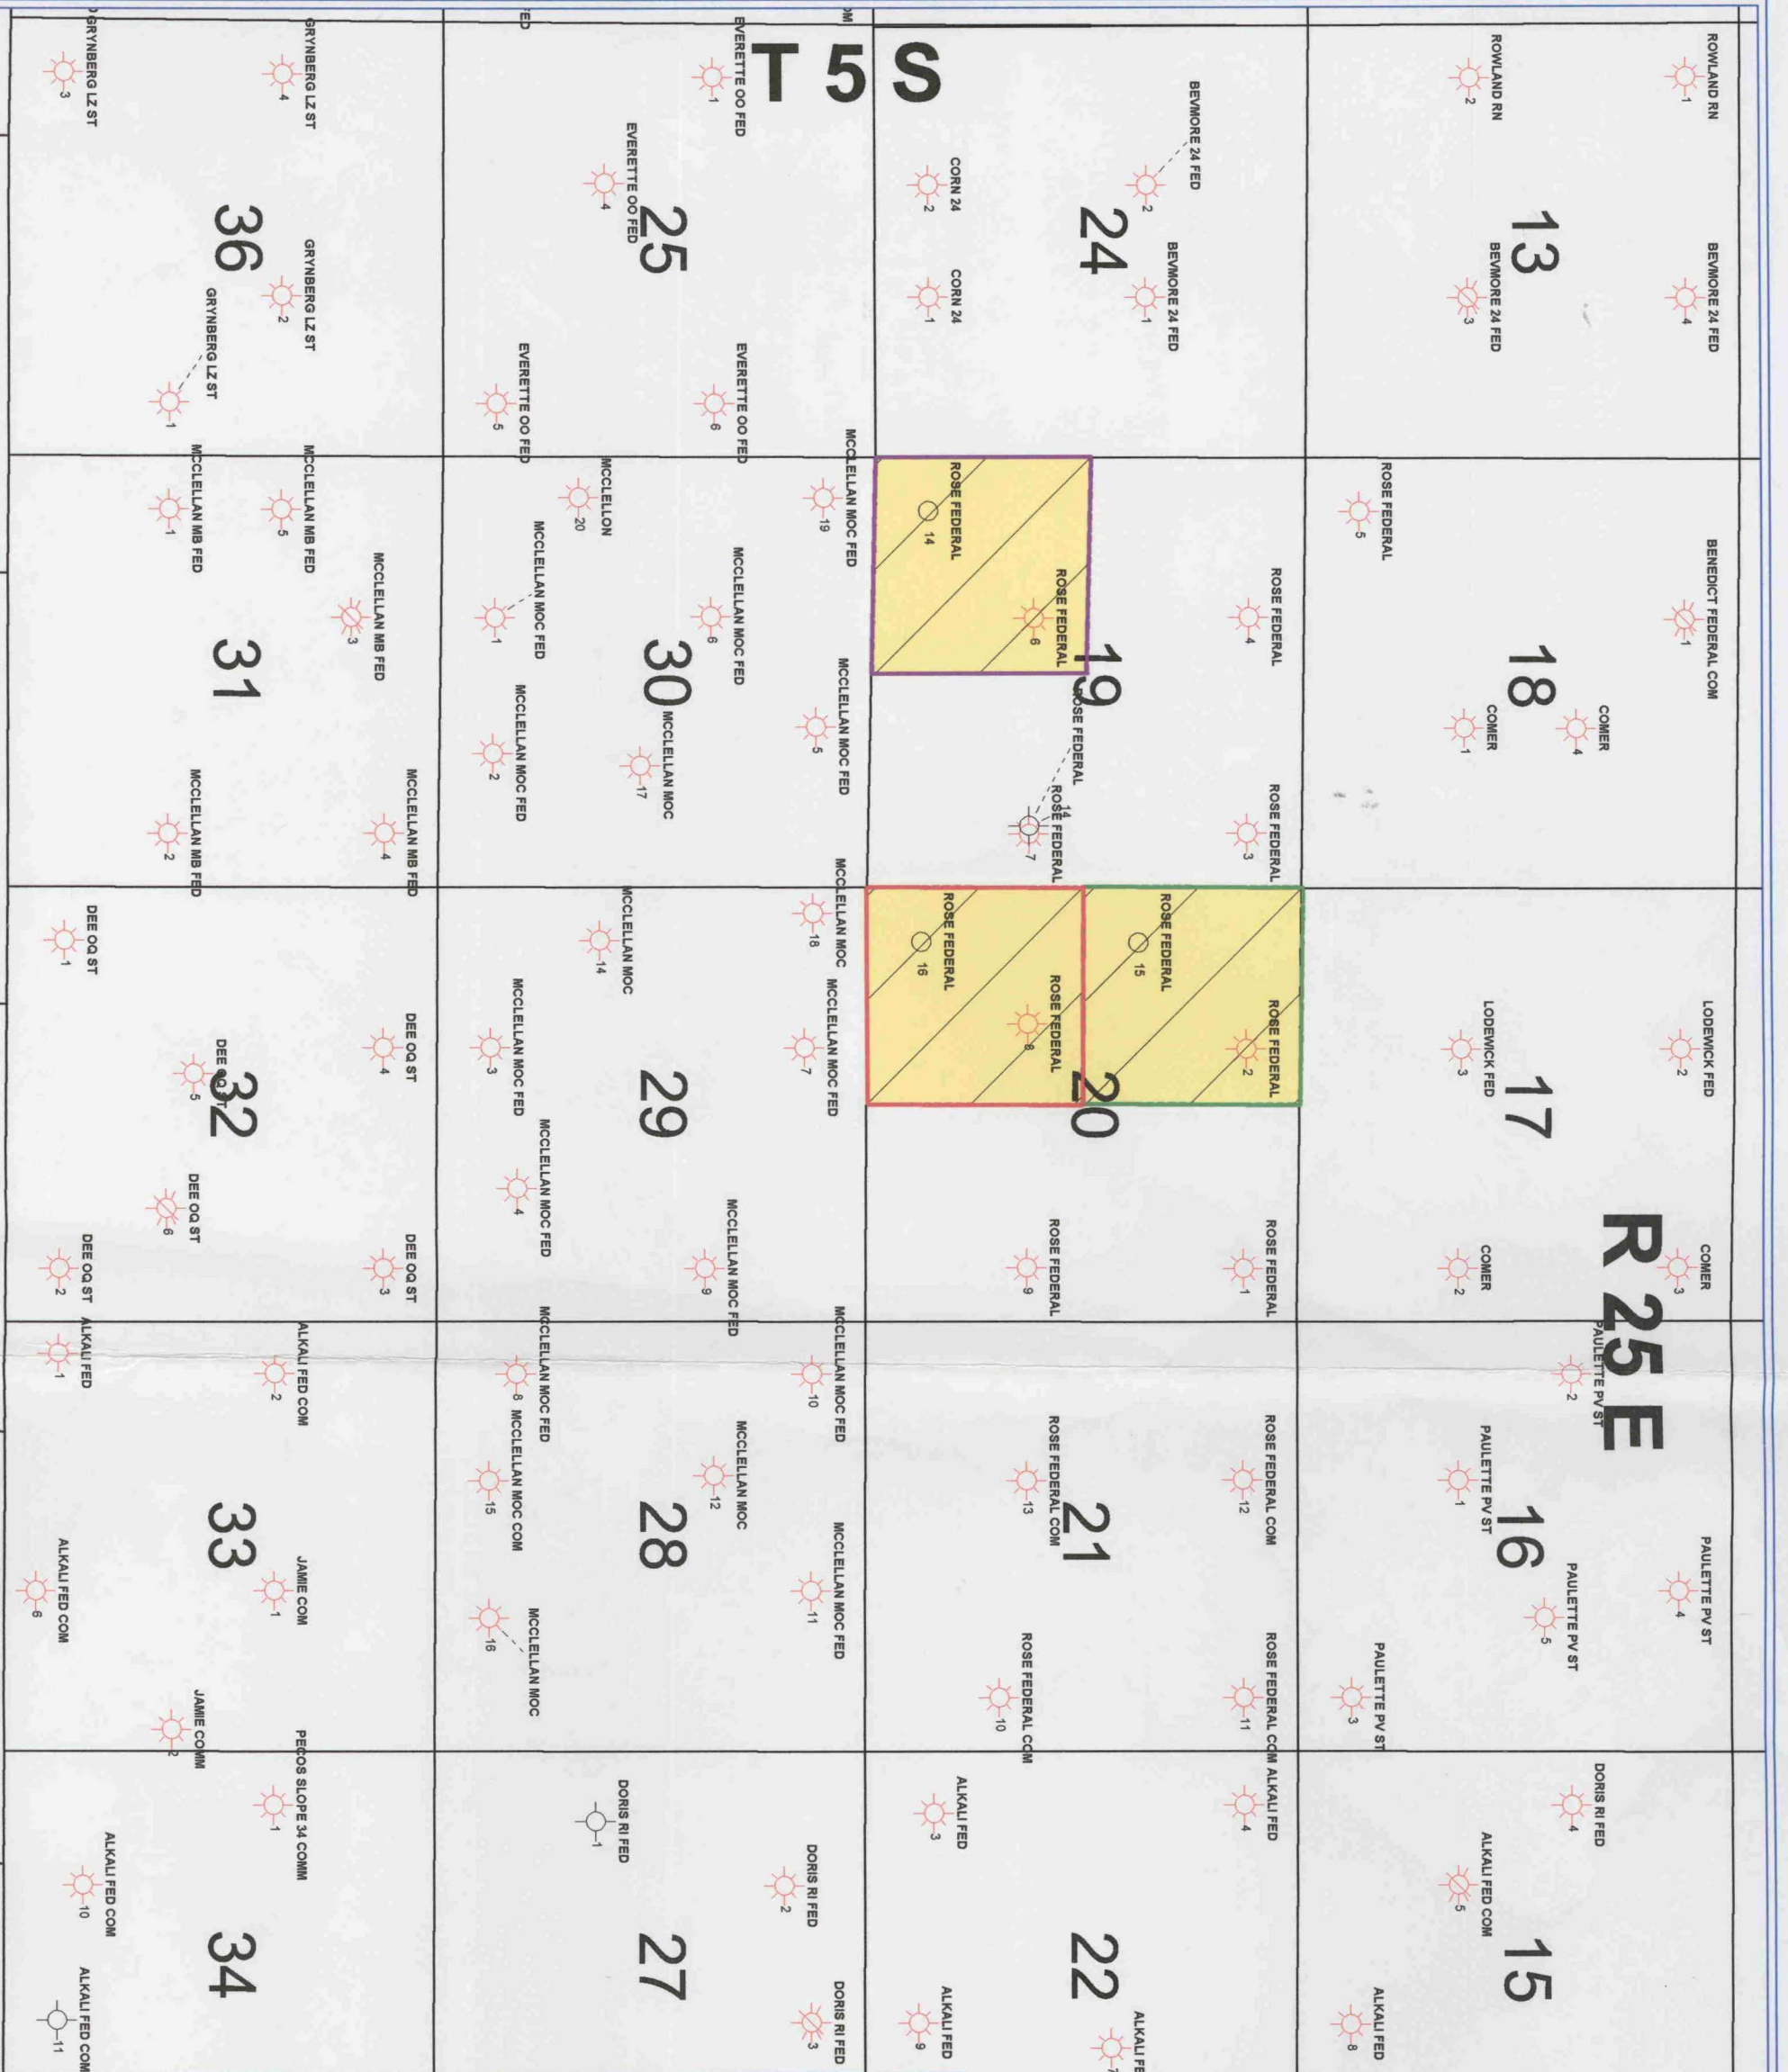 R 25 E
T 5 S
ROWLAND RN
1
BEVMORE 24 FED
4
ROWLAND RN
2
BEVMORE 24 FED
3
13
BENEDICT FEDERAL COM
1
COMER
4
COMER
1
ROSE FEDERAL
5
18
LODEWICK FED
2
COMER
3
LODEWICK FED
3
COMER
2
17
PAULETTE PV ST
4
PAULETTE PV ST
2
PAULETTE PV ST
5
PAULETTE PV ST
1
PAULETTE PV ST
3
16
DORIS RI FED
4
ALKALI FED COM
5
ALKALI FED
8
15
BEVMORE 24 FED
2
BEVMORE 24 FED
1
CORN 24
2
CORN 24
1
24
ROSE FEDERAL
4
ROSE FEDERAL
3
ROSE FEDERAL
6
ROSE FEDERAL
14
ROSE FEDERAL
7
ROSE FEDERAL
14
19
ROSE FEDERAL
2
ROSE FEDERAL
1
ROSE FEDERAL
15
ROSE FEDERAL
8
ROSE FEDERAL
9
ROSE FEDERAL
16
20
ROSE FEDERAL COM
12
ROSE FEDERAL COM
11
ROSE FEDERAL COM
13
ROSE FEDERAL COM
10
21
ALKALI FED
4
ALKALI FE
7
ALKALI FED
3
ALKALI FED
9
22
EVERETTE OO FED
1
EVERETTE OO FED
6
EVERETTE OO FED
4
EVERETTE OO FED
5
25
MCCLELLAN MOC FED
19
MCCLELLAN MOC FED
5
MCCLELLAN MOC FED
6
MCCLELLAN MOC
17
MCCLELLON
20
MCCLELLAN MOC FED
1
MCCLELLAN MOC FED
2
30
MCCLELLAN MOC
18
MCCLELLAN MOC FED
7
MCCLELLAN MOC FED
9
MCCLELLAN MOC
14
MCCLELLAN MOC FED
3
MCCLELLAN MOC FED
4
29
MCCLELLAN MOC FED
10
MCCLELLAN MOC FED
11
MCCLELLAN MOC
12
MCCLELLAN MOC FED
8
MCCLELLAN MOC COM
15
MCCLELLAN MOC
16
28
DORIS RI FED
3
DORIS RI FED
2
DORIS RI FED
1
27
GRYNBERG LZ ST
4
GRYNBERG LZ ST
2
GRYNBERG LZ ST
1
GRYNBERG LZ ST
3
36
MCCLELLAN MB FED
4
MCCLELLAN MB FED
3
MCCLELLAN MB FED
5
MCCLELLAN MB FED
1
MCCLELLAN MB FED
2
31
DEE OQ ST
4
DEE OQ ST
3
DEE OQ ST
5
DEE OQ ST
6
DEE OQ ST
1
DEE OQ ST
2
32
ALKALI FED COM
2
JAMIE COM
1
JAMIE COMM
2
ALKALI FED
1
ALKALI FED COM
6
33
PECOS SLOPE 34 COMM
1
ALKALI FED COM
10
ALKALI FED COM
11
34